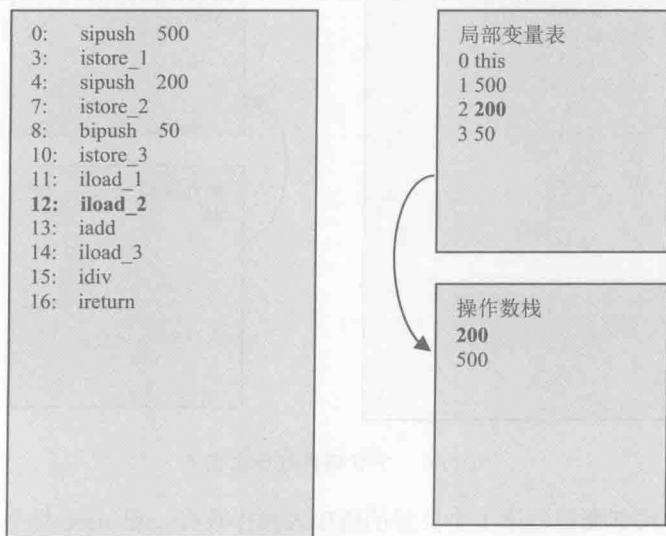 0: sipush 500
3: istore_1
4: sipush 200
7: istore_2
8: bipush 50
10: istore_3
11: iload_1
12: iload_2
13: iadd
14: iload_3
15: idiv
16: ireturn
局部变量表
0 this
1 500
2 200
3 50
操作数栈
200
500